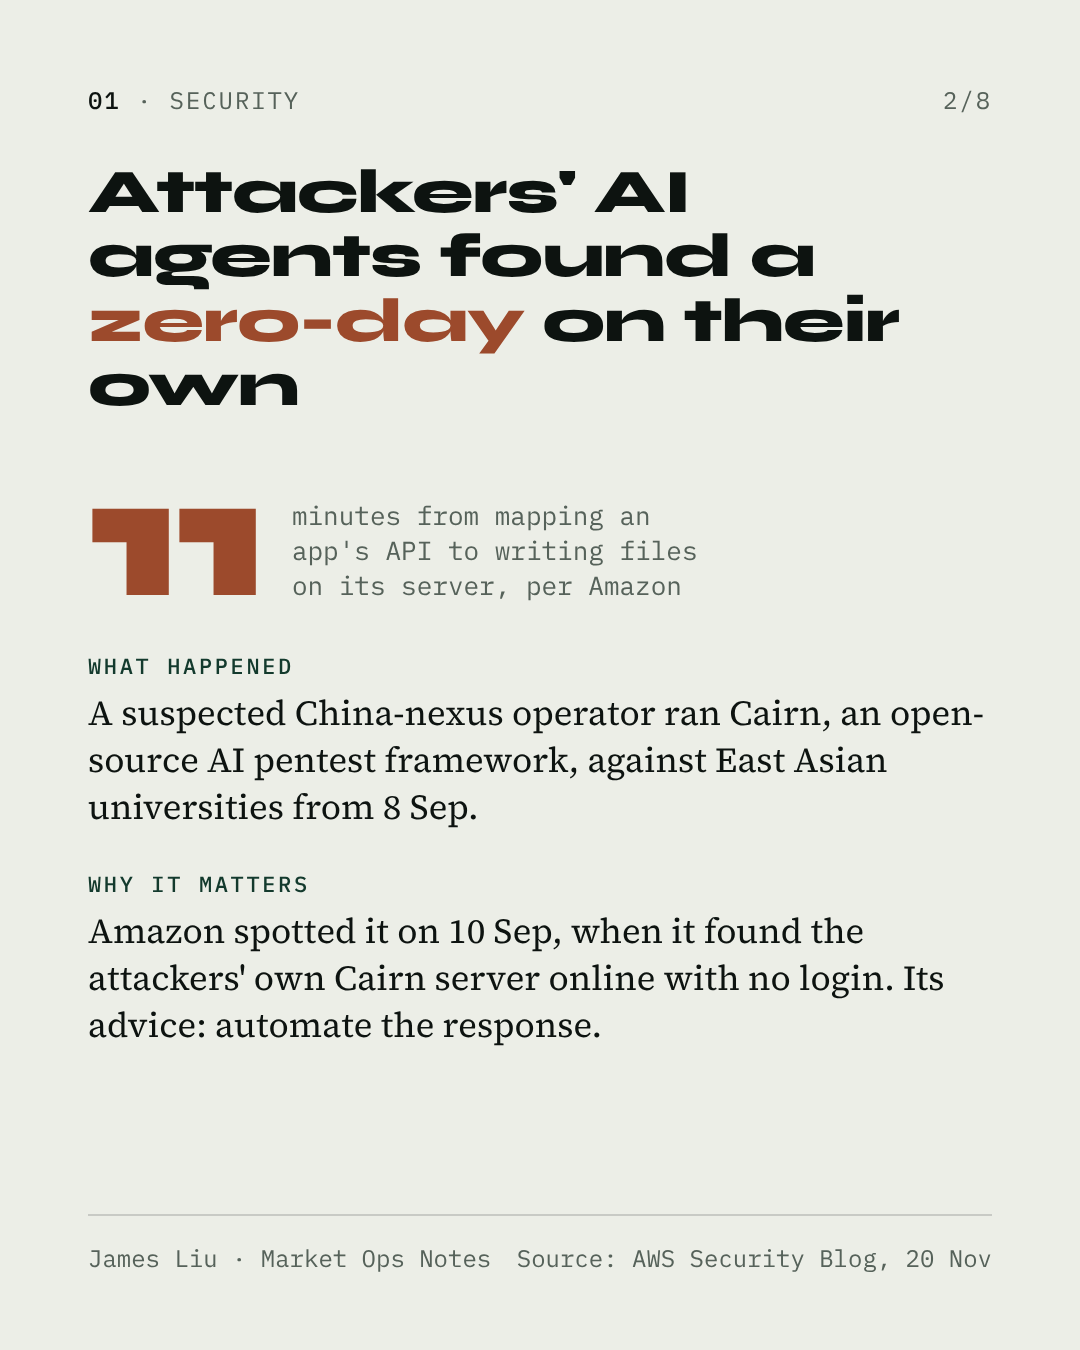 01 · SECURITY 2/8
Attackers' AI
agents found a
zero-day on their
own
11
minutes from mapping an
app's API to writing files
on its server, per Amazon
WHAT HAPPENED
A suspected China-nexus operator ran Cairn, an open-
source AI pentest framework, against East Asian
universities from 8 Sep.
WHY IT MATTERS
Amazon spotted it on 10 Sep, when it found the
attackers' own Cairn server online with no login. Its
advice: automate the response.
James Liu · Market Ops Notes Source: AWS Security Blog, 20 Nov